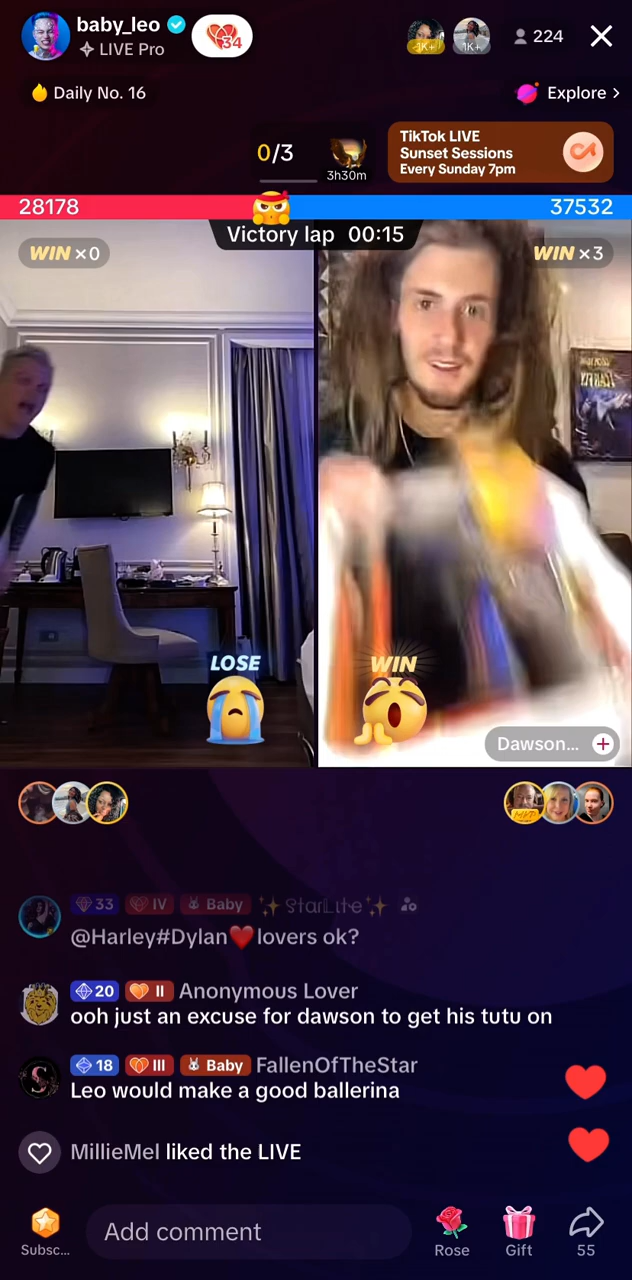 baby_leo
LIVE Pro
34
1K+
1K+
224
Daily No. 16
Explore
0/3
3h30m
TikTok LIVE
Sunset Sessions
Every Sunday 7pm
28178
37532
Victory lap 00:15
WIN ×0
WIN ×3
LOSE
WIN
Dawson...
33 IV Baby ✨StarLite✨
@Harley#Dylan❤️lovers ok?
20 II Anonymous Lover
ooh just an excuse for dawson to get his tutu on
18 III Baby FallenOfTheStar
Leo would make a good ballerina
MillieMel liked the LIVE
Subsc...
Add comment
Rose
Gift
55